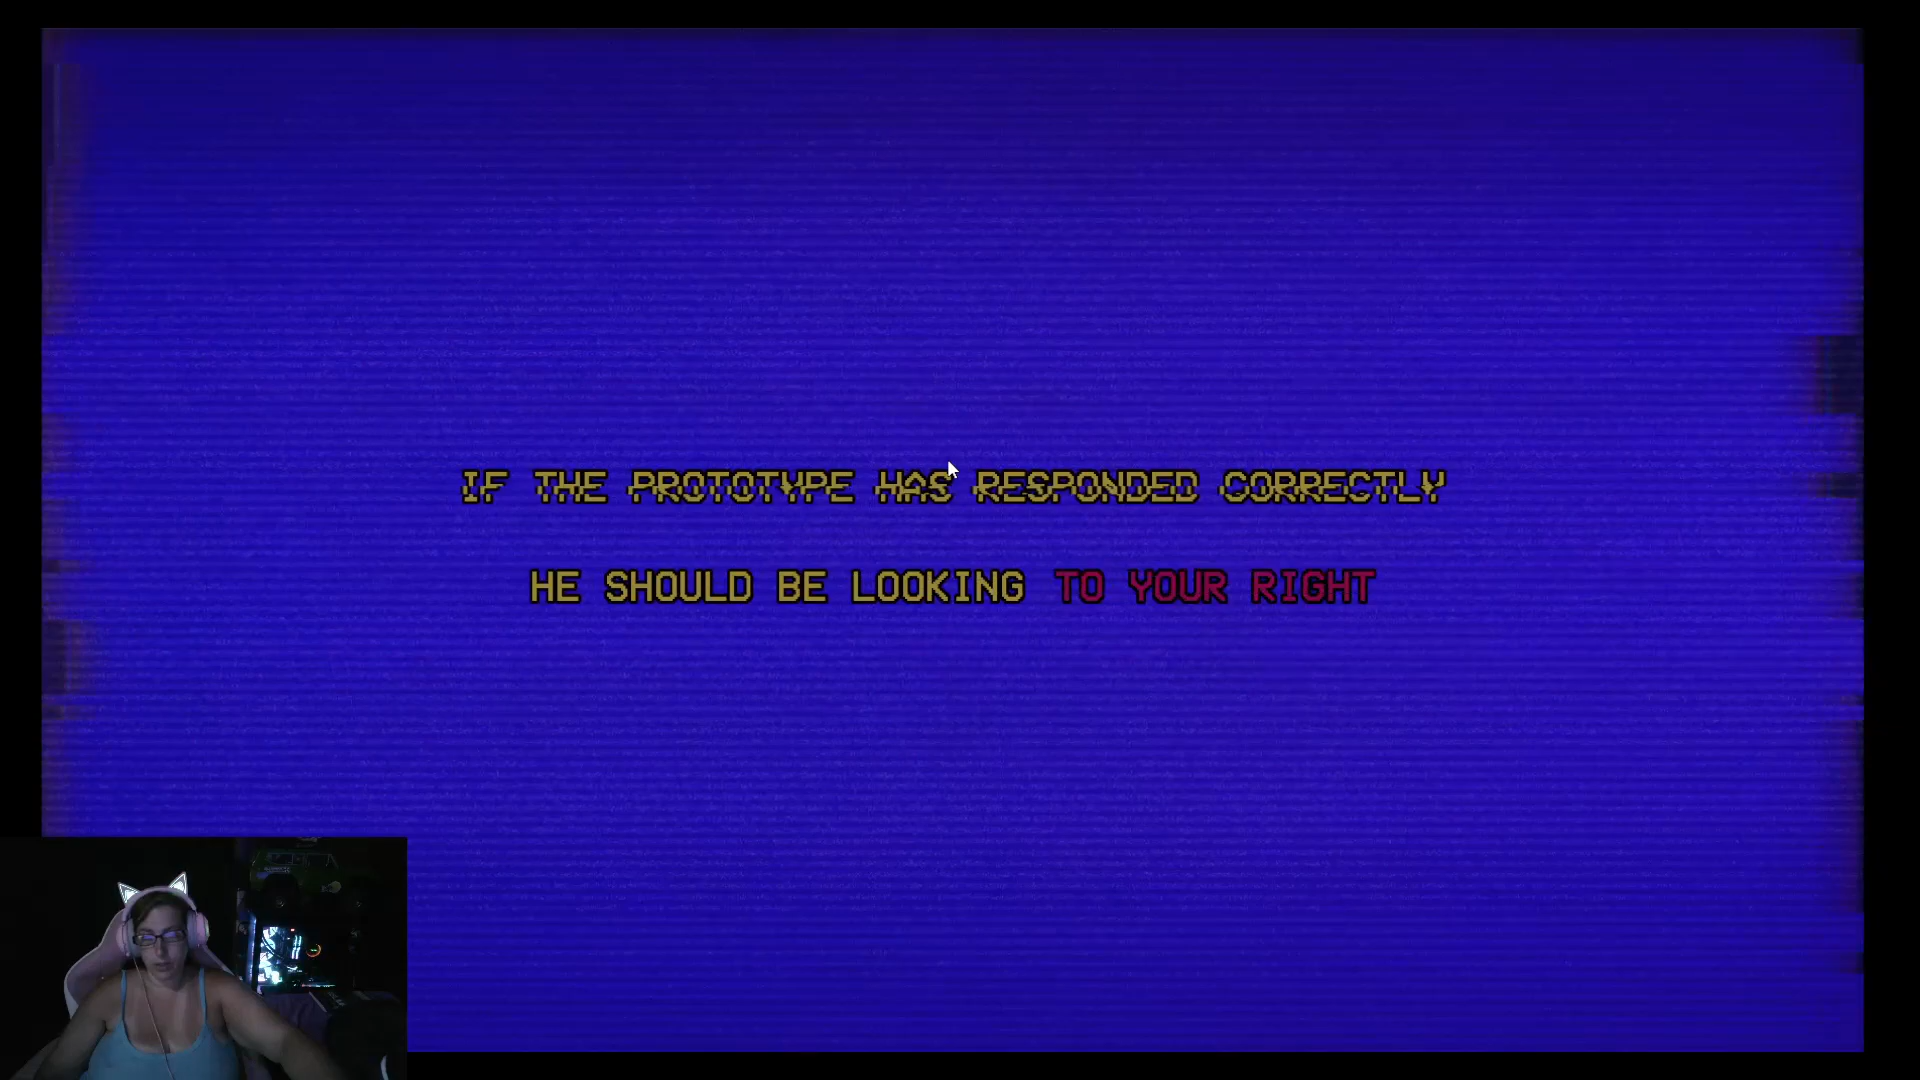 IF THE PROTOTYPE HAS RESPONDED CORRECTLY
HE SHOULD BE LOOKING TO YOUR RIGHT